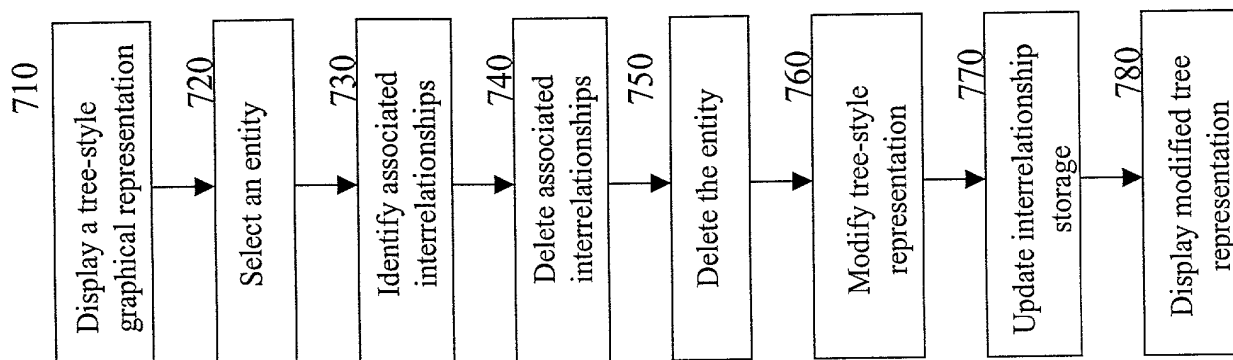 710
Display a tree-style
graphical representation
720
Select an entity
730
Identify associated
interrelationships
740
Delete associated
interrelationships
750
Delete the entity
760
Modify tree-style
representation
770
Update interrelationship
storage
780
Display modified tree
representation